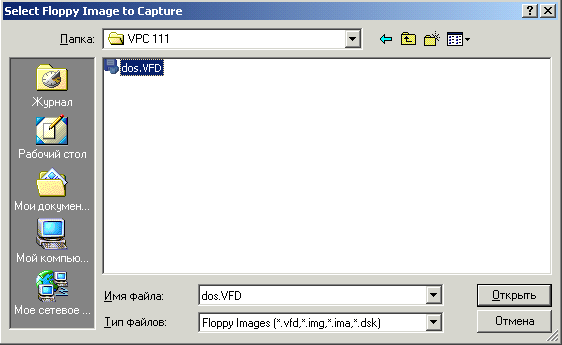 Select Floppy Image to Capture
Папка:
VPC 111
dos.VFD
Журнал
Рабочий стол
Мои докумен...
Мой компью...
Мое сетевое ...
Имя файла:
dos.VFD
Открыть
Тип файлов:
Floppy Images (*.vfd,*.img,*.ima,*.dsk)
Отмена